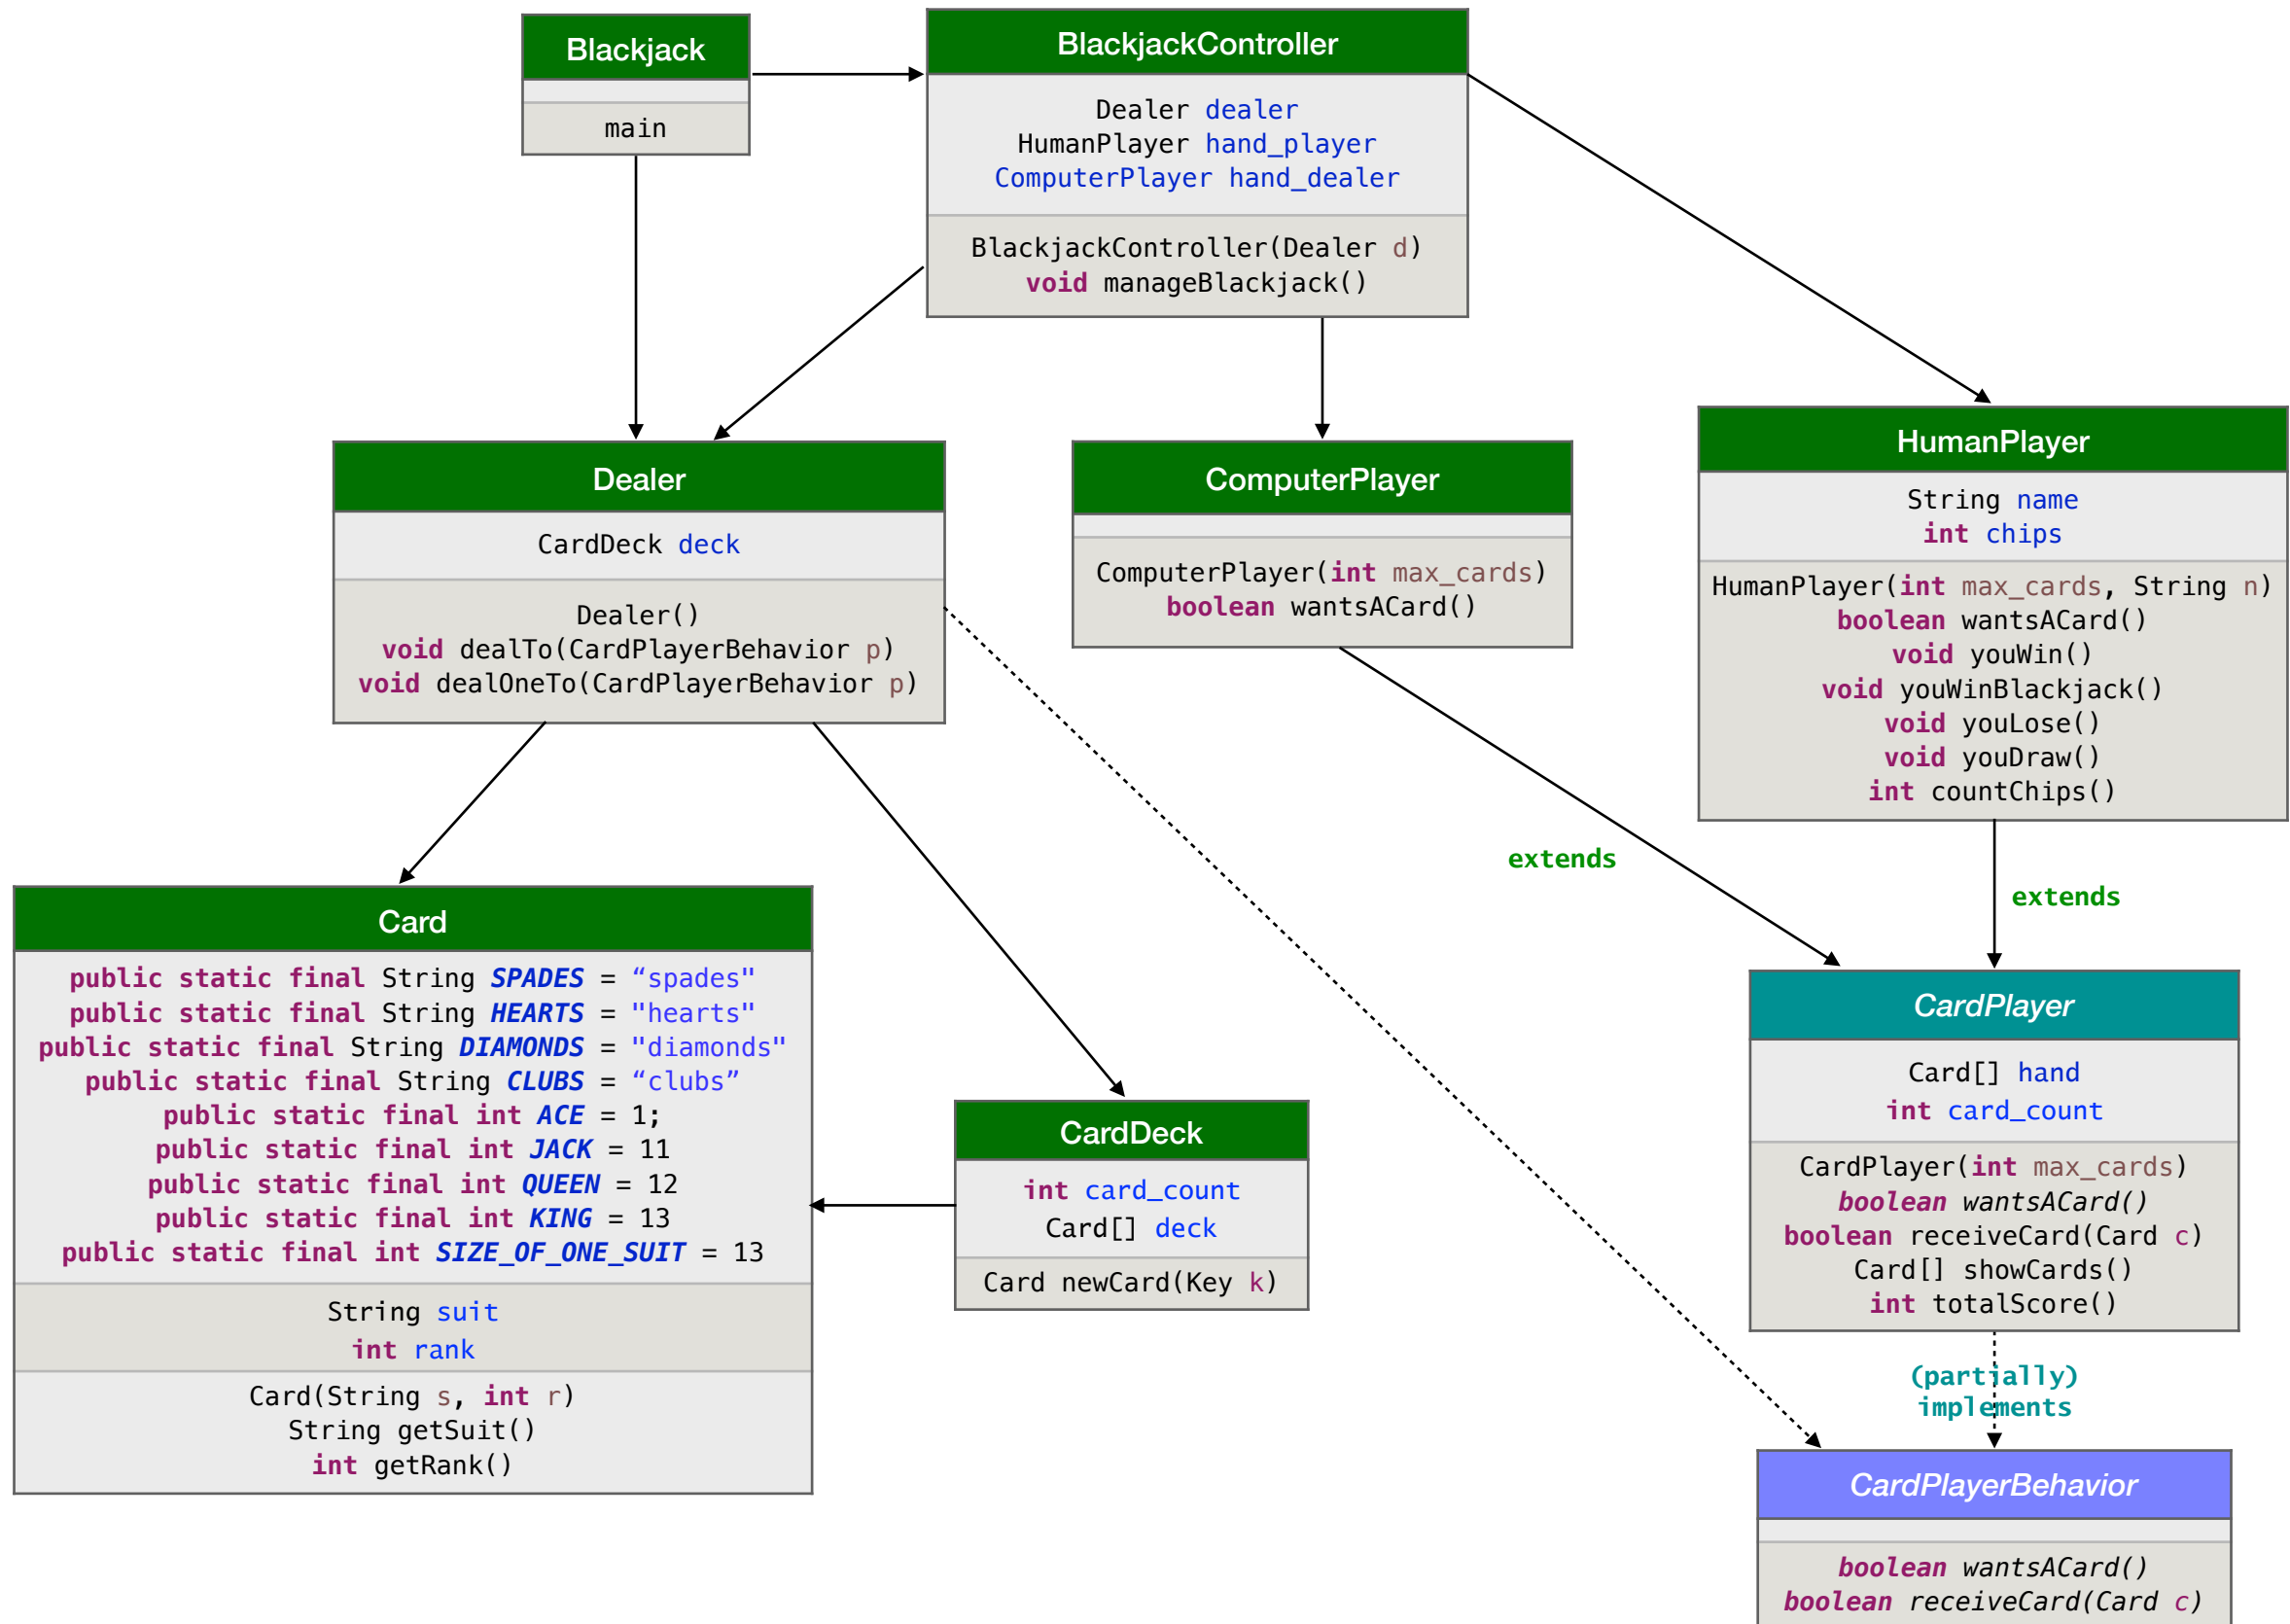 Blackjack
main
BlackjackController
Dealer dealer
HumanPlayer hand_player
ComputerPlayer hand_dealer
BlackjackController(Dealer d)
void manageBlackjack()
Dealer
CardDeck deck
Dealer()
void dealTo(CardPlayerBehavior p)
void dealOneTo(CardPlayerBehavior p)
ComputerPlayer
ComputerPlayer(int max_cards)
boolean wantsACard()
HumanPlayer
String name
int chips
HumanPlayer(int max_cards, String n)
boolean wantsACard()
void youWin()
void youWinBlackjack()
void youLose()
void youDraw()
int countChips()
extends
extends
Card
public static final String SPADES = “spades"
public static final String HEARTS = "hearts"
public static final String DIAMONDS = "diamonds"
public static final String CLUBS = “clubs”
public static final int ACE = 1;
public static final int JACK = 11
public static final int QUEEN = 12
public static final int KING = 13
public static final int SIZE_OF_ONE_SUIT = 13
String suit
int rank
Card(String s, int r)
String getSuit()
int getRank()
CardDeck
int card_count
Card[] deck
Card newCard(Key k)
CardPlayer
Card[] hand
int card_count
CardPlayer(int max_cards)
boolean wantsACard()
boolean receiveCard(Card c)
Card[] showCards()
int totalScore()
(partially)
implements
CardPlayerBehavior
boolean wantsACard()
boolean receiveCard(Card c)